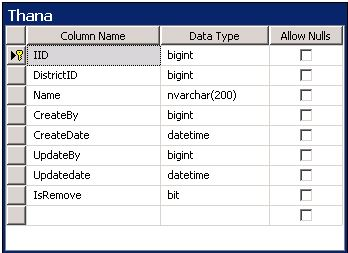 Thana
Column Name Data Type Allow Nulls
IID bigint
DistrictID bigint
Name nvarchar(200)
CreateBy bigint
CreateDate datetime
UpdateBy bigint
Updatedate datetime
IsRemove bit